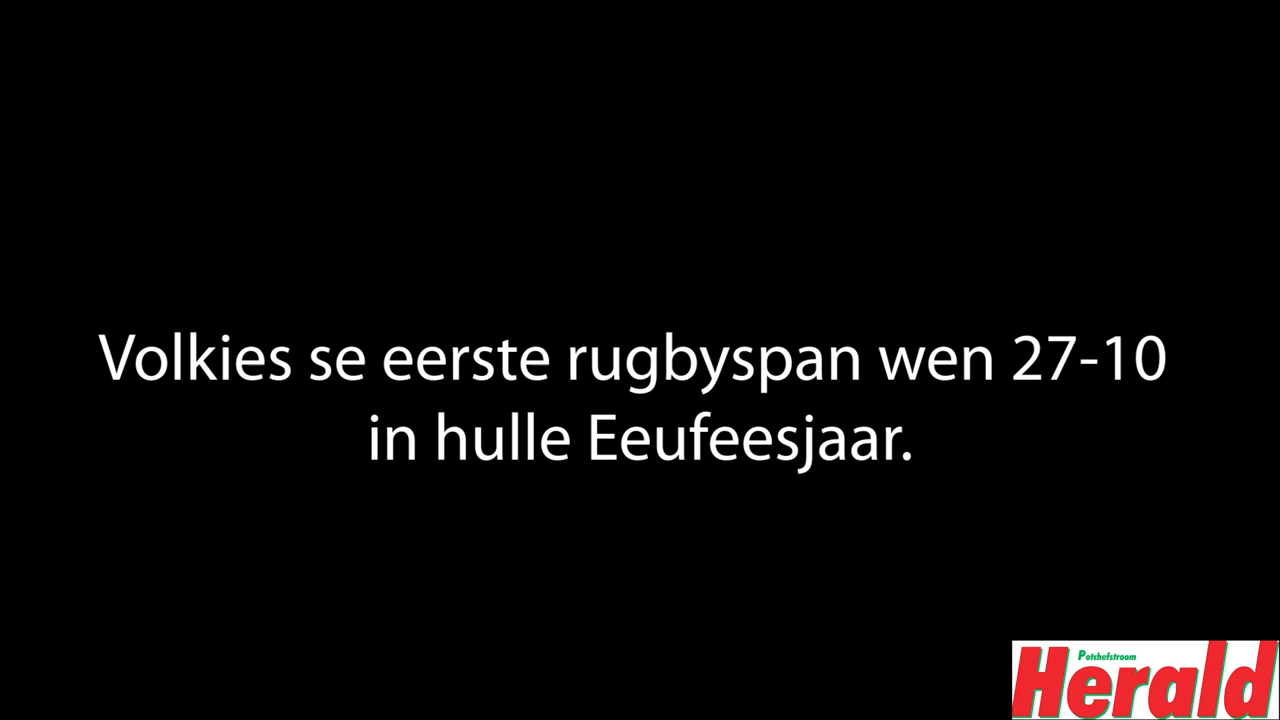 Volkies se eerste rugbyspan wen 27-10
in hulle Eeufeesjaar.
Potchefstroom
Herald